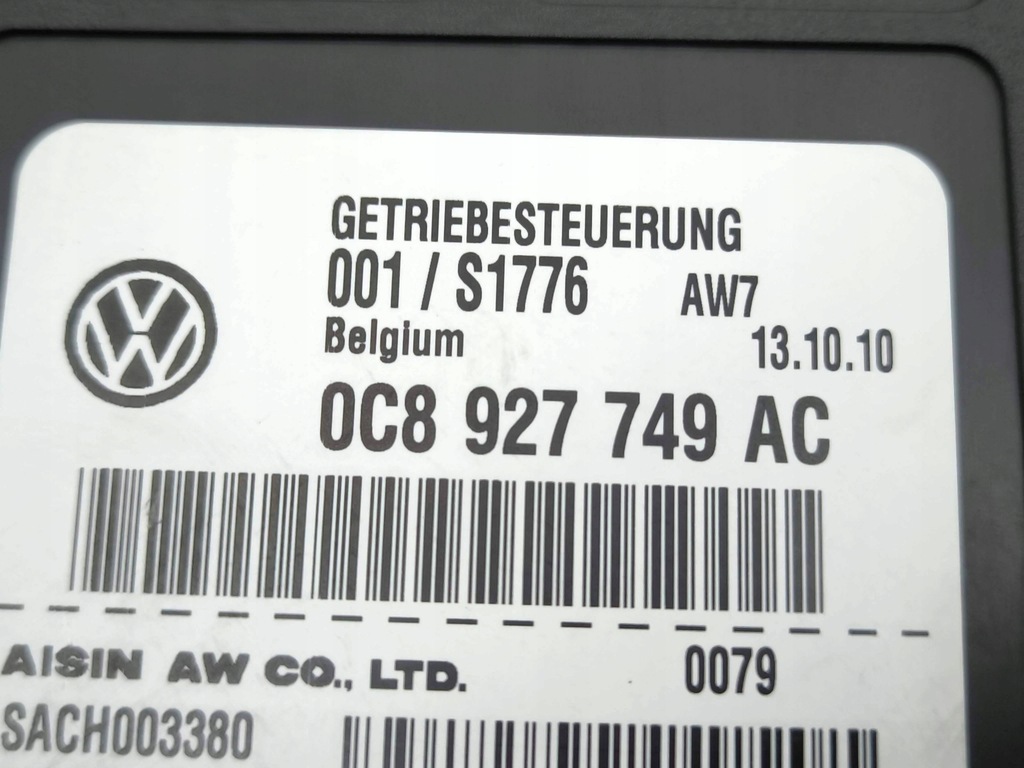 GETRIEBESTEUERUNG
001 / S1776 AW7
Belgium 13.10.10
0C8 927 749 AC
AISIN AW CO., LTD. 0079
SACH003380